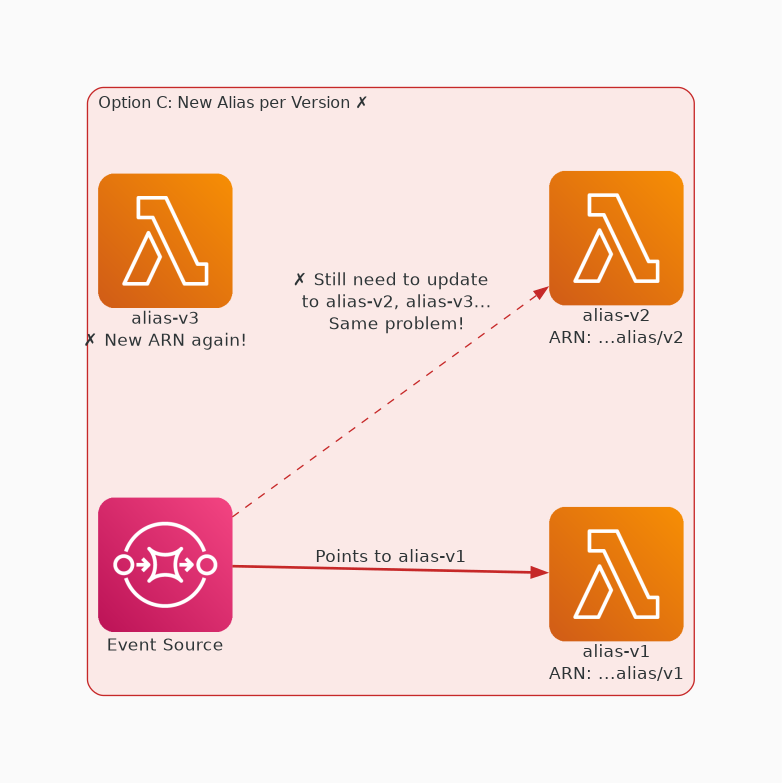 Option C: New Alias per Version ✗
✗ Still need to update
to alias-v2, alias-v3...
Same problem!
alias-v3
✗ New ARN again!
alias-v2
ARN: ...alias/v2
Points to alias-v1
Event Source
alias-v1
ARN: ...alias/v1